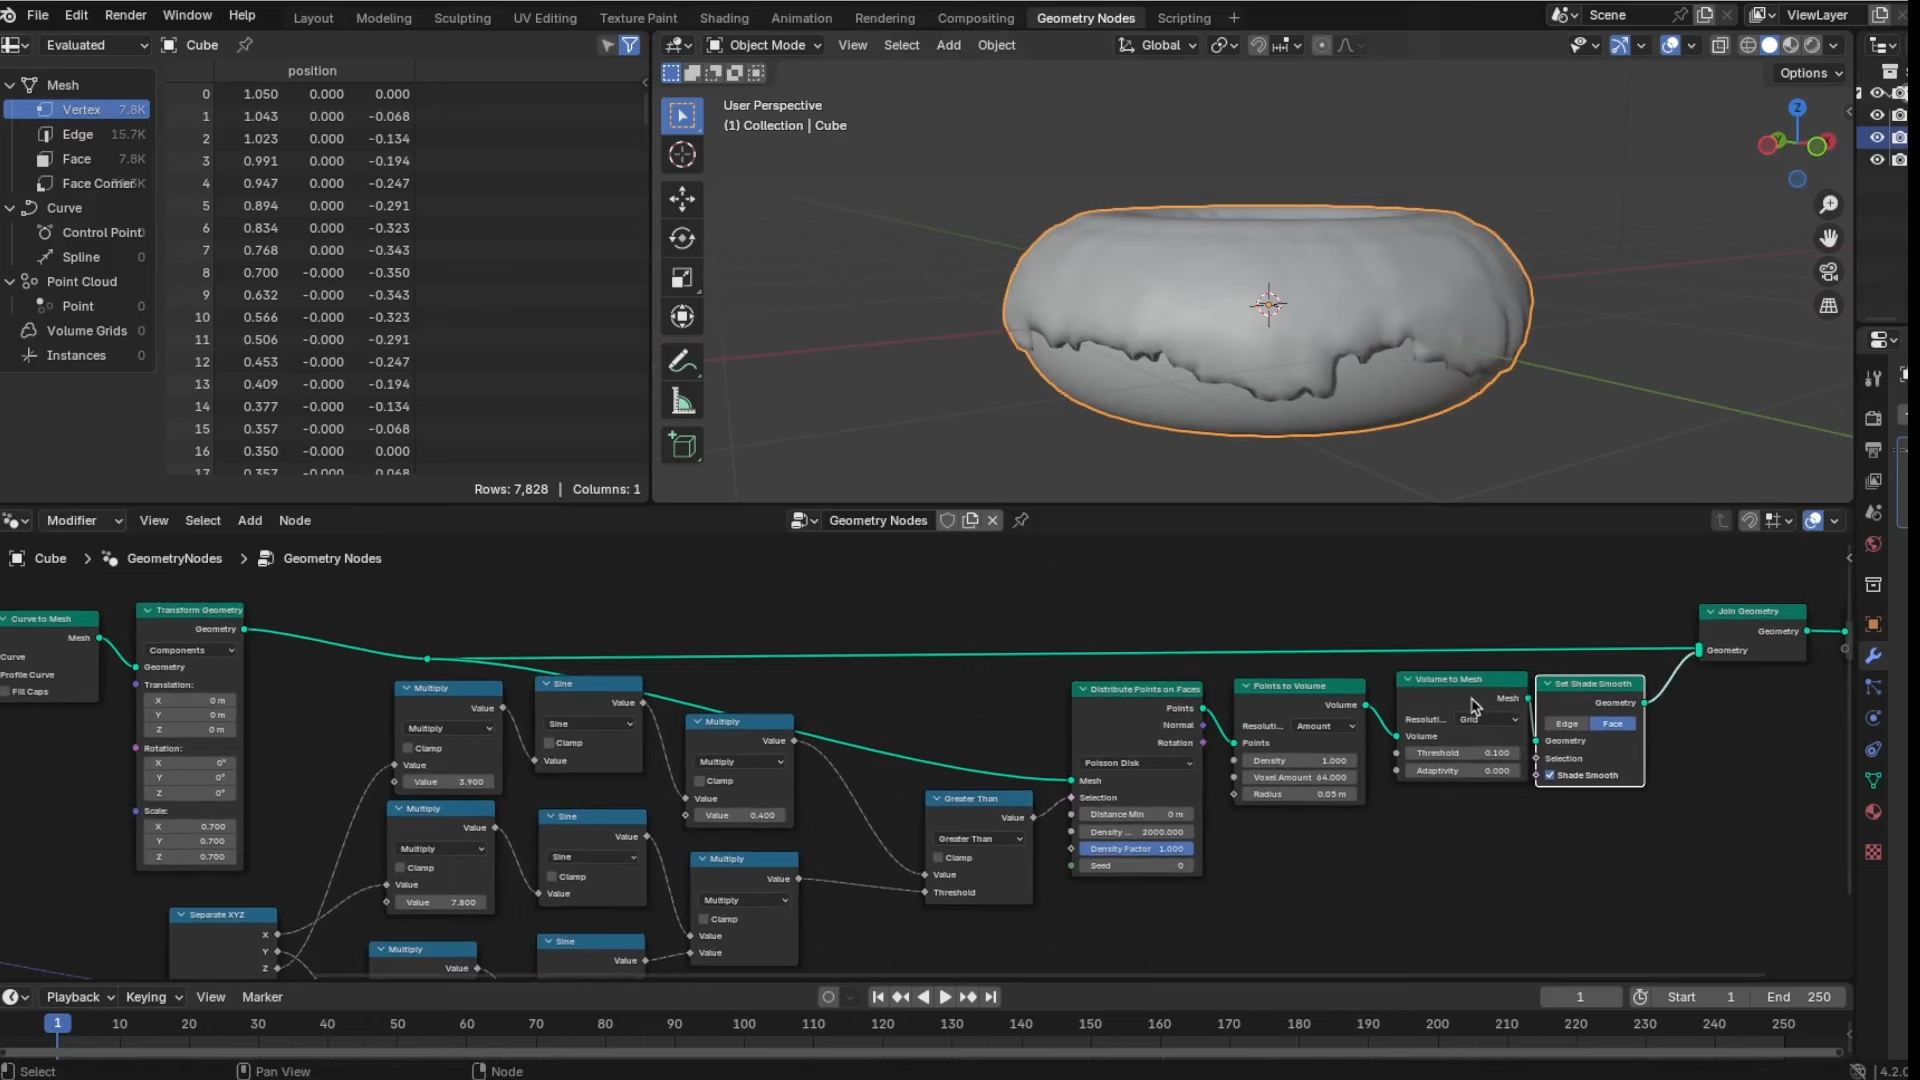 File Edit Render Window Help Layout Modeling Sculpting UV Editing Texture Paint Shading Animation Rendering Compositing Geometry Nodes Scripting + Scene ViewLayer
Evaluated Cube
Object Mode View Select Add Object Global
Options
position
Mesh
Vertex 7.8K
Edge 15.7K
Face 7.8K
Face Corner
Curve
Control Point
Spline 0
Point Cloud
Point 0
Volume Grids 0
Instances 0
0 1.050 0.000 0.000
1 1.043 0.000 -0.068
2 1.023 0.000 -0.134
3 0.991 0.000 -0.194
4 0.947 0.000 -0.247
5 0.894 0.000 -0.291
6 0.834 0.000 -0.323
7 0.768 0.000 -0.343
8 0.700 -0.000 -0.350
9 0.632 -0.000 -0.343
10 0.566 -0.000 -0.323
11 0.506 -0.000 -0.291
12 0.453 -0.000 -0.247
13 0.409 -0.000 -0.194
14 0.377 -0.000 -0.134
15 0.357 -0.000 -0.068
16 0.350 -0.000 0.000
17 0.357 -0.000 0.068
Rows: 7,828 | Columns: 1
User Perspective
(1) Collection | Cube
Z
Modifier View Select Add Node Geometry Nodes
Cube > GeometryNodes > Geometry Nodes
Curve to Mesh
Mesh
Curve
Profile Curve
Fill Caps
Transform Geometry
Geometry
Components
Geometry
Translation:
X 0 m
Y 0 m
Z 0 m
Rotation:
X 0°
Y 0°
Z 0°
Scale:
X 0.700
Y 0.700
Z 0.700
Separate XYZ
X
Y
Z
Multiply
Value
Multiply
Clamp
Value
Value 3.900
Multiply
Value
Multiply
Clamp
Value
Value 7.800
Multiply
Value
Sine
Value
Sine
Clamp
Value
Sine
Value
Sine
Clamp
Value
Sine
Value
Multiply
Value
Multiply
Clamp
Value
Value 0.400
Multiply
Value
Multiply
Clamp
Value
Value
Greater Than
Value
Greater Than
Clamp
Value
Threshold
Distribute Points on Faces
Points
Normal
Rotation
Poisson Disk
Mesh
Selection
Distance Min 0 m
Density ... 2000.000
Density Factor 1.000
Seed 0
Points to Volume
Volume
Resoluti... Amount
Points
Density 1.000
Voxel Amount 64.000
Radius 0.05 m
Volume to Mesh
Mesh
Resoluti... Grid
Volume
Threshold 0.100
Adaptivity 0.000
Set Shade Smooth
Geometry
Edge Face
Geometry
Selection
Shade Smooth
Join Geometry
Geometry
Geometry
Playback Keying View Marker 1 Start 1 End 250
1 10 20 30 40 50 60 70 80 90 100 110 120 130 140 150 160 170 180 190 200 210 220 230 240 250
Select Pan View Node 4.2.0